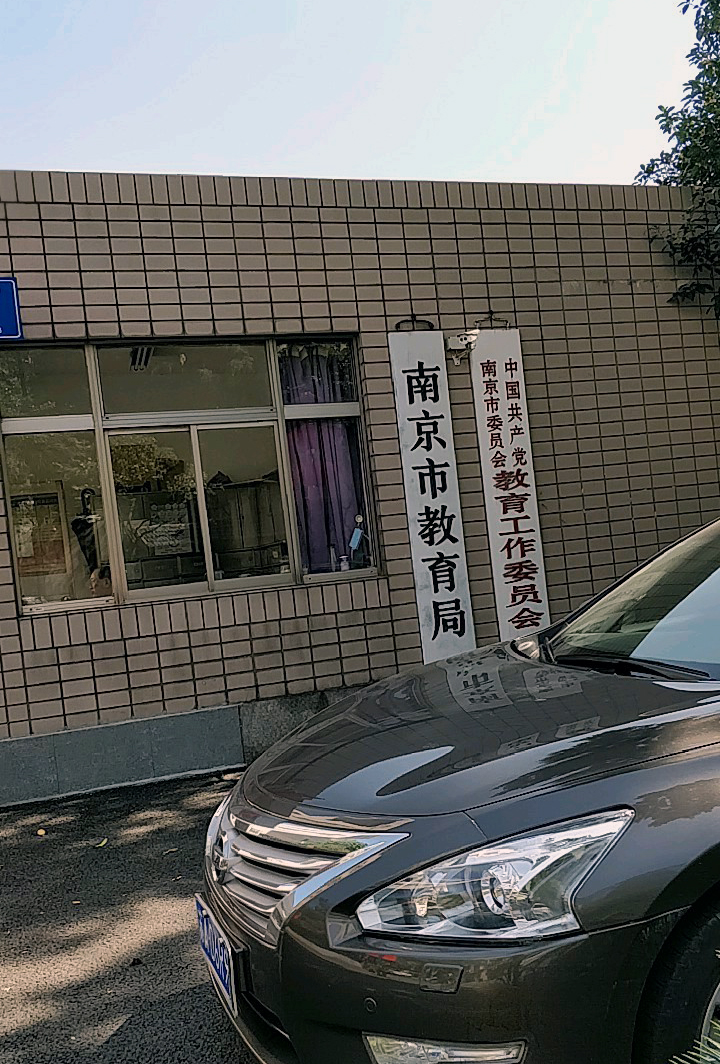 南京市教育局
中国共产党
南京市委员会
教育工作委员会